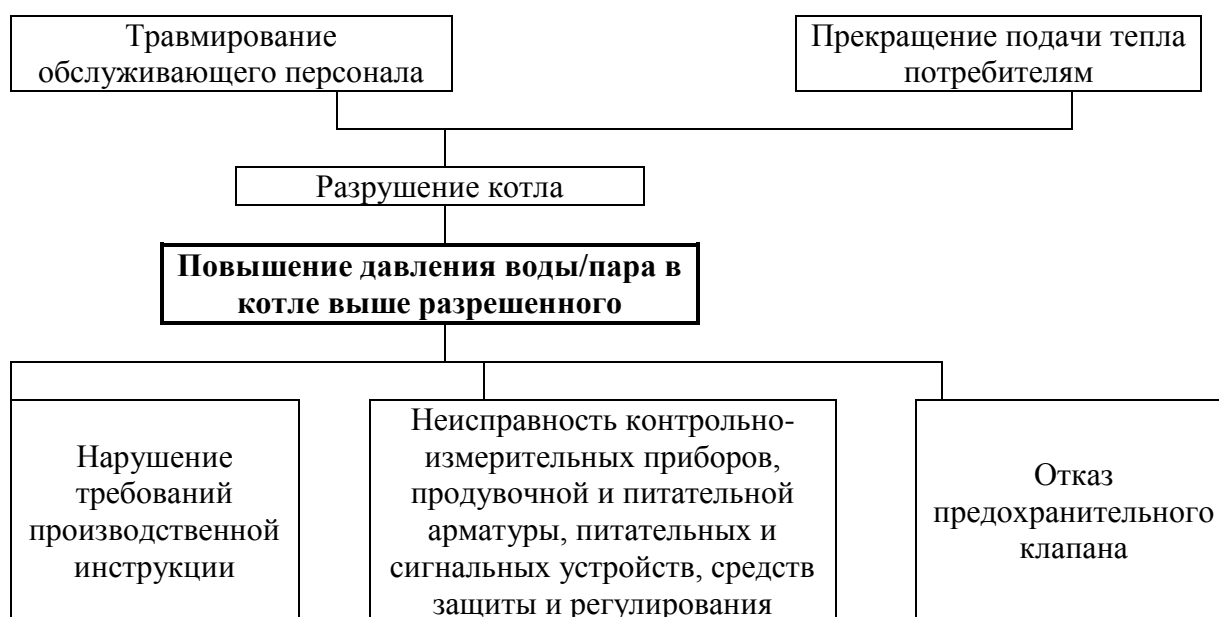 Травмирование
обслуживающего персонала
Прекращение подачи тепла
потребителям
Разрушение котла
Повышение давления воды/пара в
котле выше разрешенного
Нарушение
требований
производственной
инструкции
Неисправность контрольно-
измерительных приборов,
продувочной и питательной
арматуры, питательных и
сигнальных устройств, средств
защиты и регулирования
Отказ
предохранительного
клапана